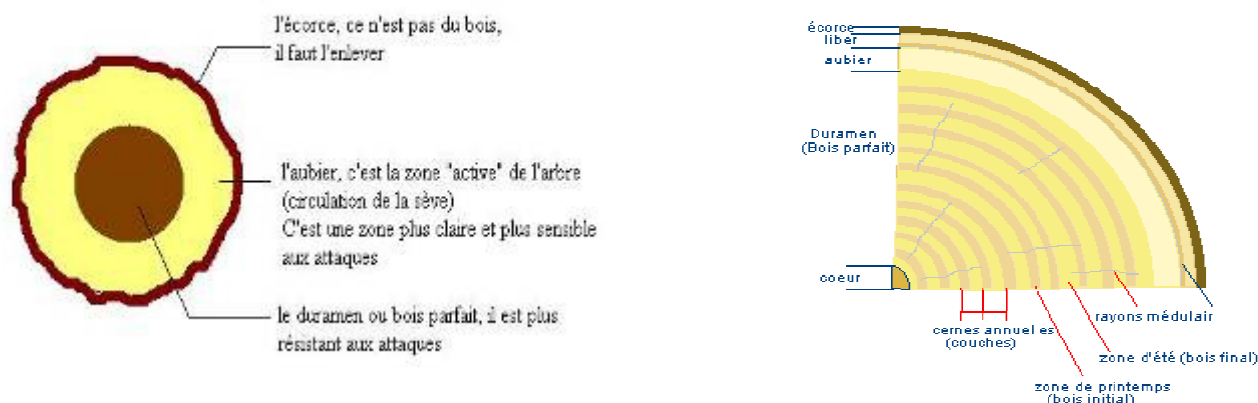 l'écorce, ce n'est pas du bois,
il faut l'enlever
l'aubier, c'est la zone "active" de l'arbre
(circulation de la sève)
C'est une zone plus claire et plus sensible
aux attaques
le duramen ou bois parfait, il est plus
résistant aux attaques
écorce
liber
aubier
Duramen
(Bois parfait)
coeur
cernes annuelles
(couches)
rayons médulair
zone d'été (bois final)
zone de printemps
(bois initial)